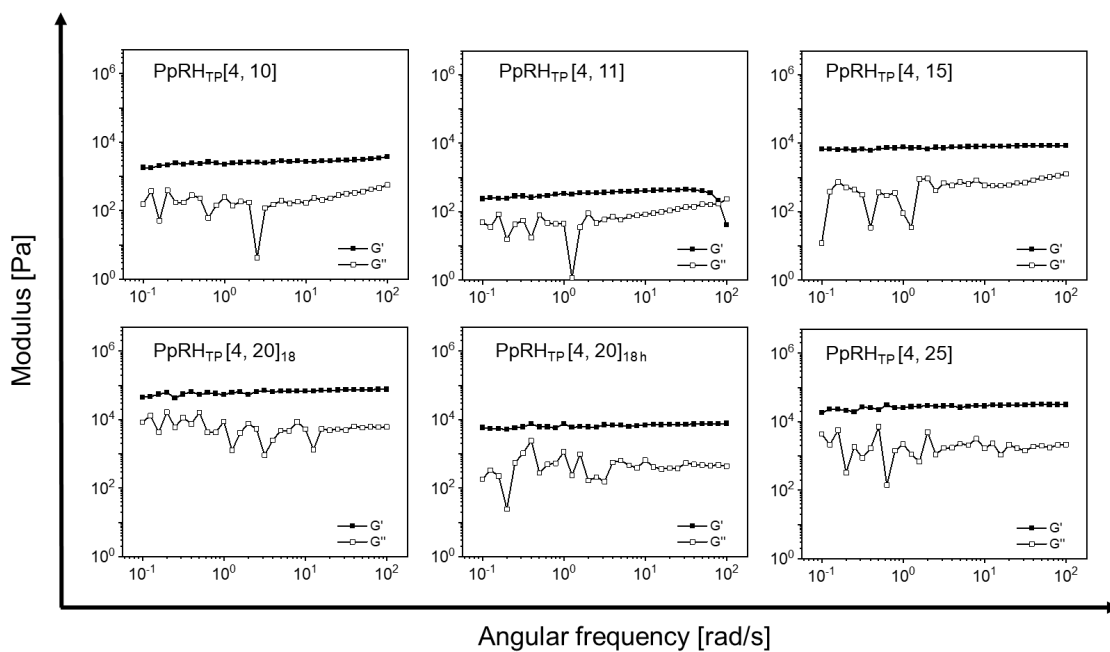 Modulus [Pa]
PpRH_TP[4, 10]
10^6
10^4
10^2
10^0
10^-1
10^0
10^1
10^2
G'
G''
PpRH_TP[4, 11]
10^6
10^4
10^2
10^0
10^-1
10^0
10^1
10^2
G'
G''
PpRH_TP[4, 15]
10^6
10^4
10^2
10^0
10^-1
10^0
10^1
10^2
G'
G''
PpRH_TP[4, 20]_18
10^6
10^4
10^2
10^0
10^-1
10^0
10^1
10^2
G'
G''
PpRH_TP[4, 20]_18 h
10^6
10^4
10^2
10^0
10^-1
10^0
10^1
10^2
G'
G''
PpRH_TP[4, 25]
10^6
10^4
10^2
10^0
10^-1
10^0
10^1
10^2
G'
G''
Angular frequency [rad/s]